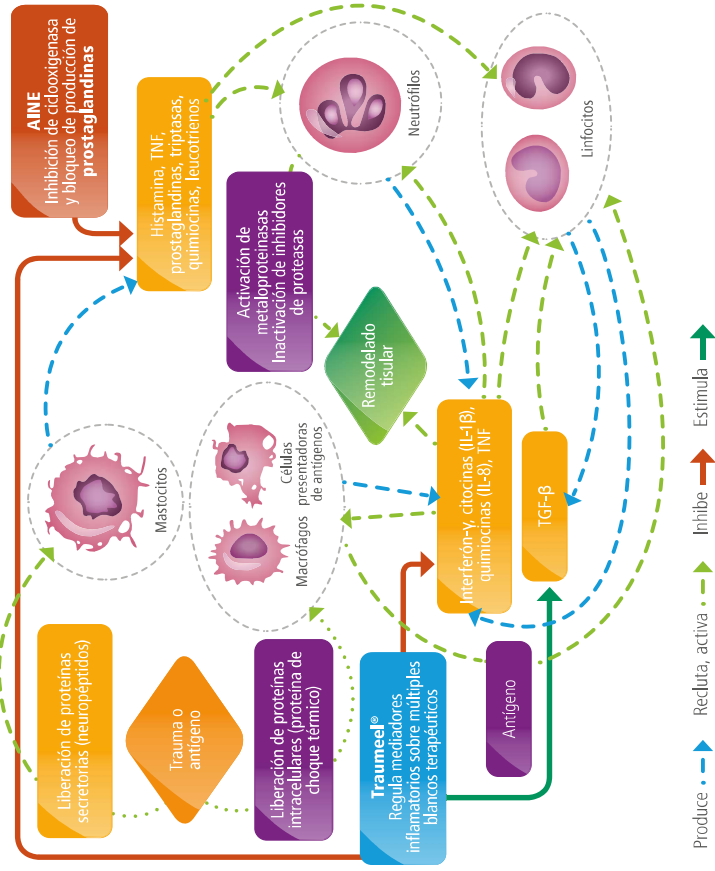 AINE
Inhibición de ciclooxigenasa
y bloqueo de producción de
prostaglandinas
Histamina, TNF,
prostaglandinas, triptasas,
quimiocinas, leucotrienos
Neutrófilos
Linfocitos
Activación de
metaloproteinasas
Inactivación de inhibidores
de proteasas
Remodelado
tisular
Mastocitos
Células
presentadoras
de antígenos
Macrófagos
Interferón-γ, citocinas (IL-1β),
quimiocinas (IL-8), TNF
TGF-β
Liberación de proteínas
secretorias (neuropéptidos)
Trauma o
antígeno
Liberación de proteínas
intracelulares (proteína de
choque térmico)
Traumeel®
Regula mediadores
inflamatorios sobre múltiples
blancos terapéuticos
Antígeno
Produce
Recluta, activa
Inhibe
Estimula